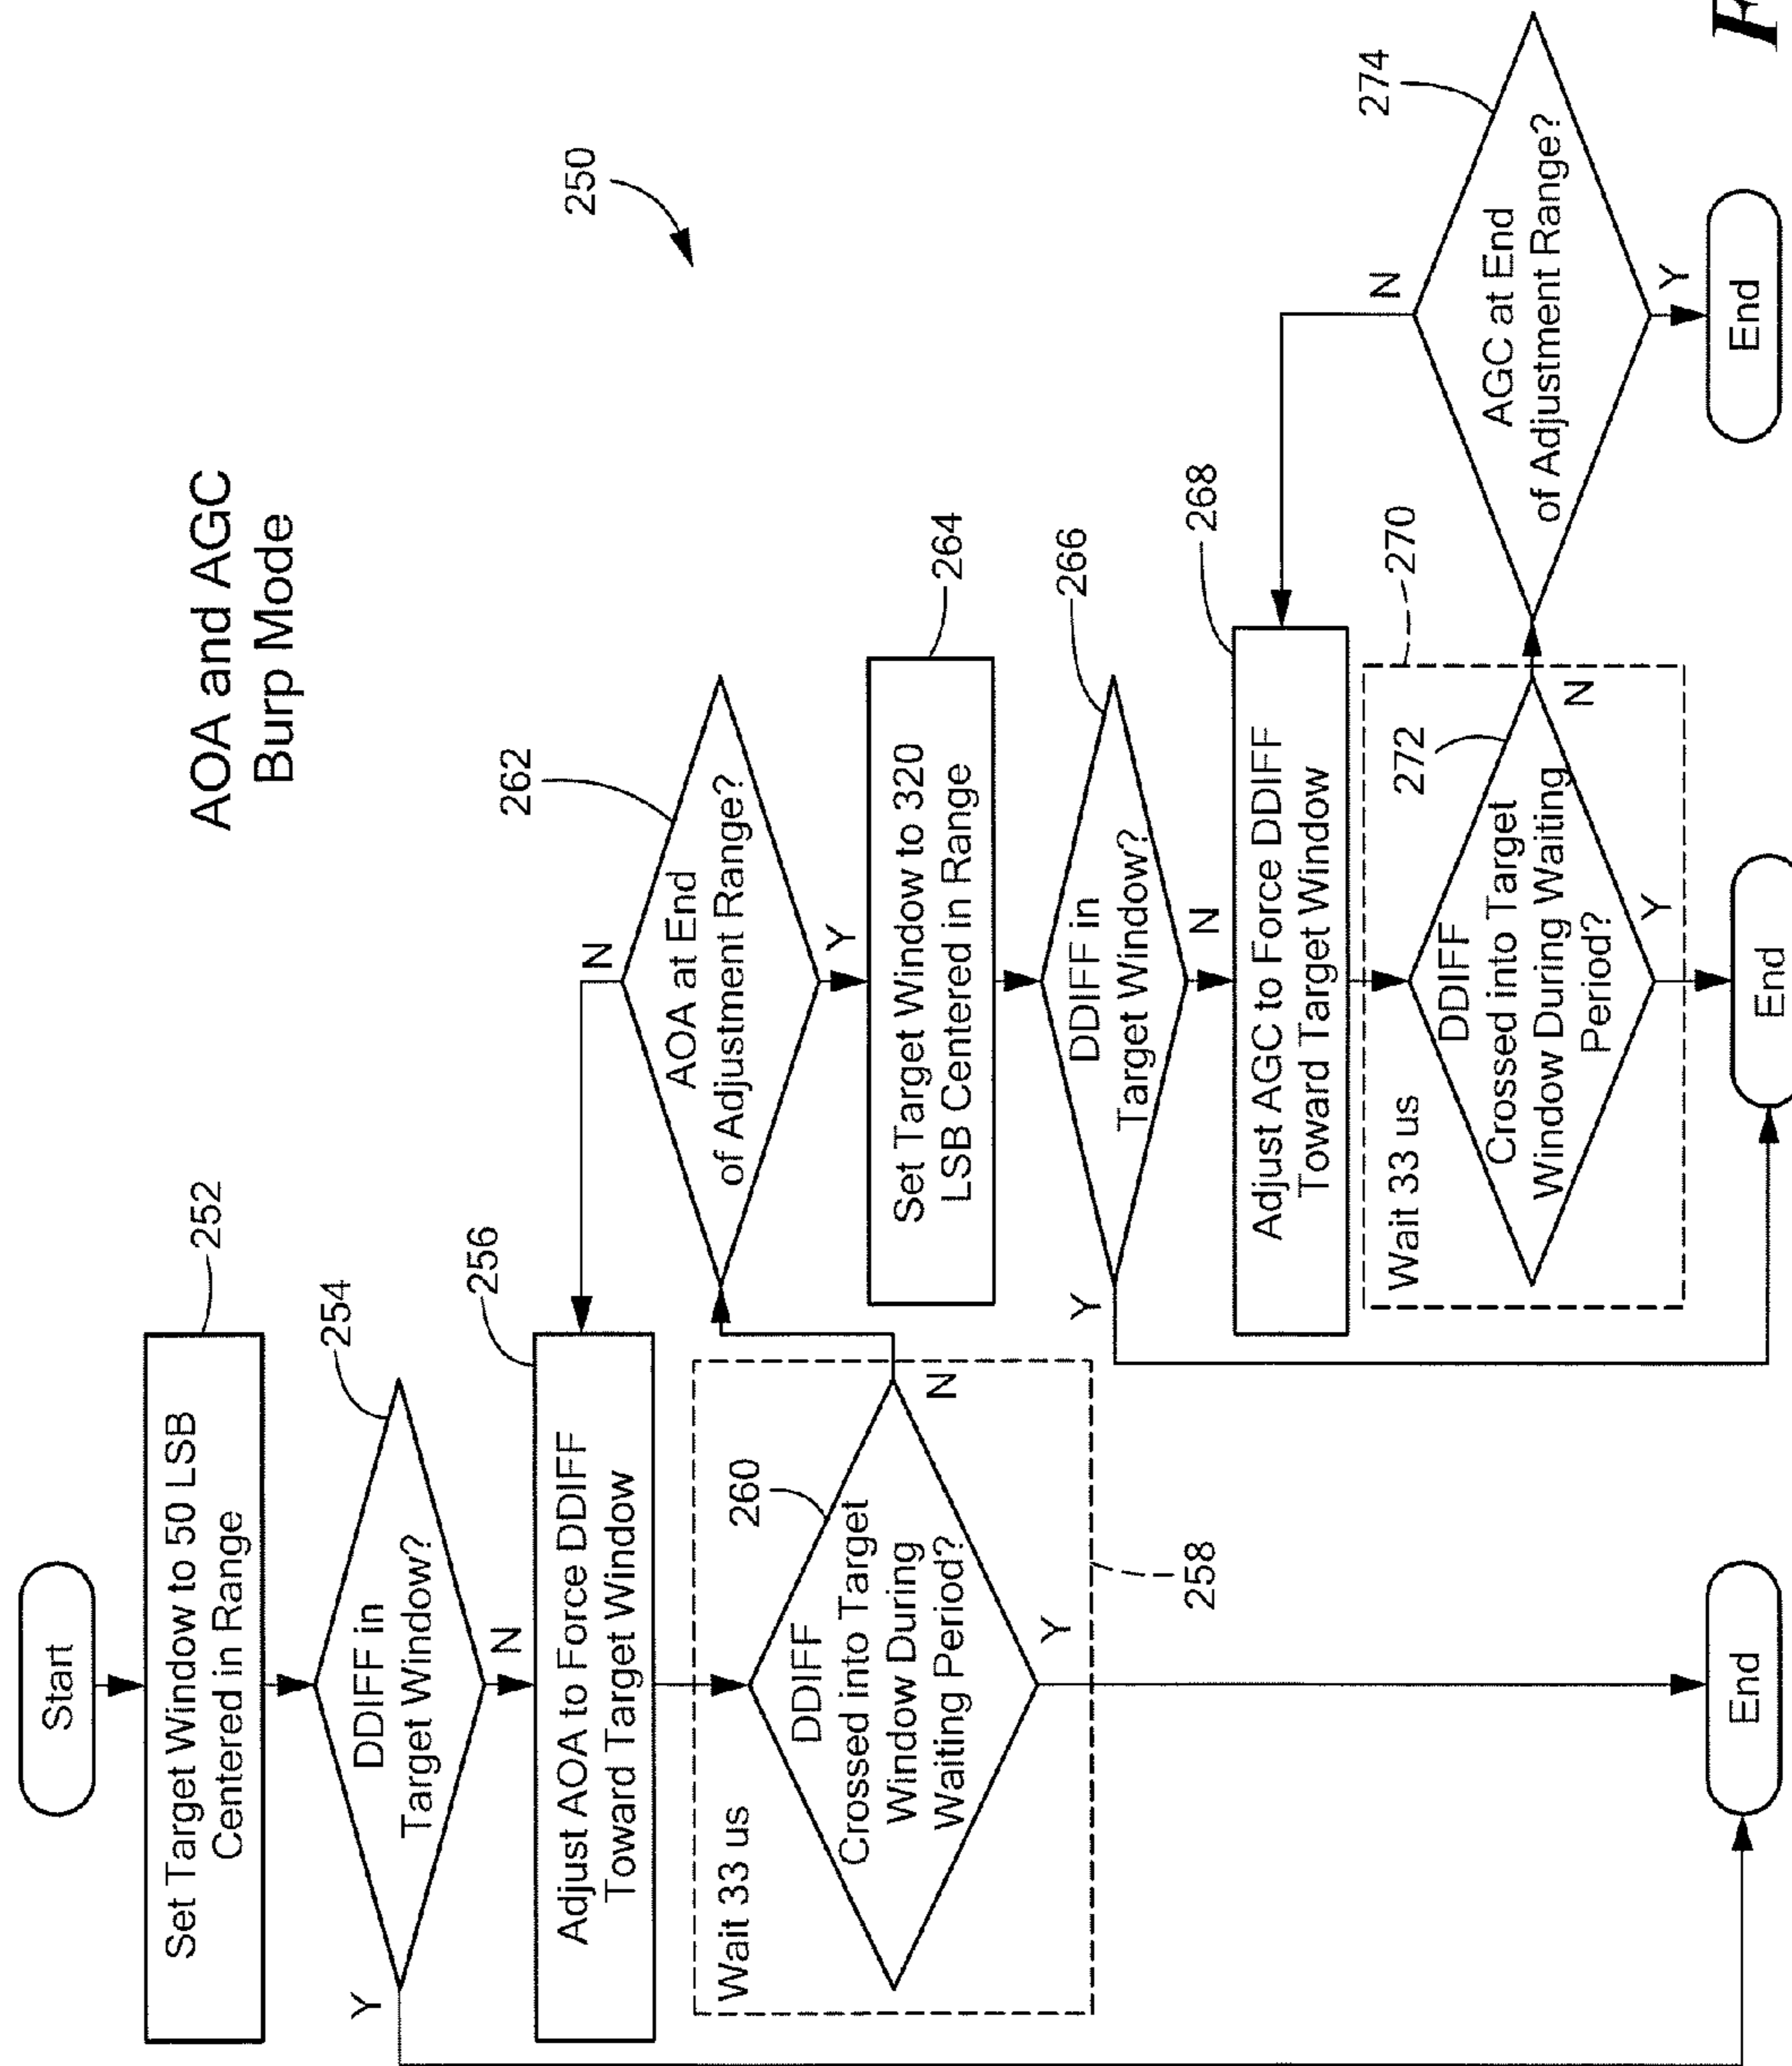 AOA and AGC
Burp Mode
250
Start
Set Target Window to 50 LSB
Centered in Range
252
DDIFF in
Target Window?
254
Y
N
Adjust AOA to Force DDIFF
Toward Target Window
256
Wait 33 us
DDIFF
Crossed into Target
Window During
Waiting Period?
260
N
Y
258
End
AOA at End
of Adjustment Range?
262
N
Y
Set Target Window to 320
LSB Centered in Range
264
DDIFF in
Target Window?
266
Y
N
Adjust AGC to Force DDIFF
Toward Target Window
268
Wait 33 us
DDIFF
Crossed into Target
Window During Waiting
Period?
272
N
Y
270
End
AGC at End
of Adjustment Range?
274
N
Y
End